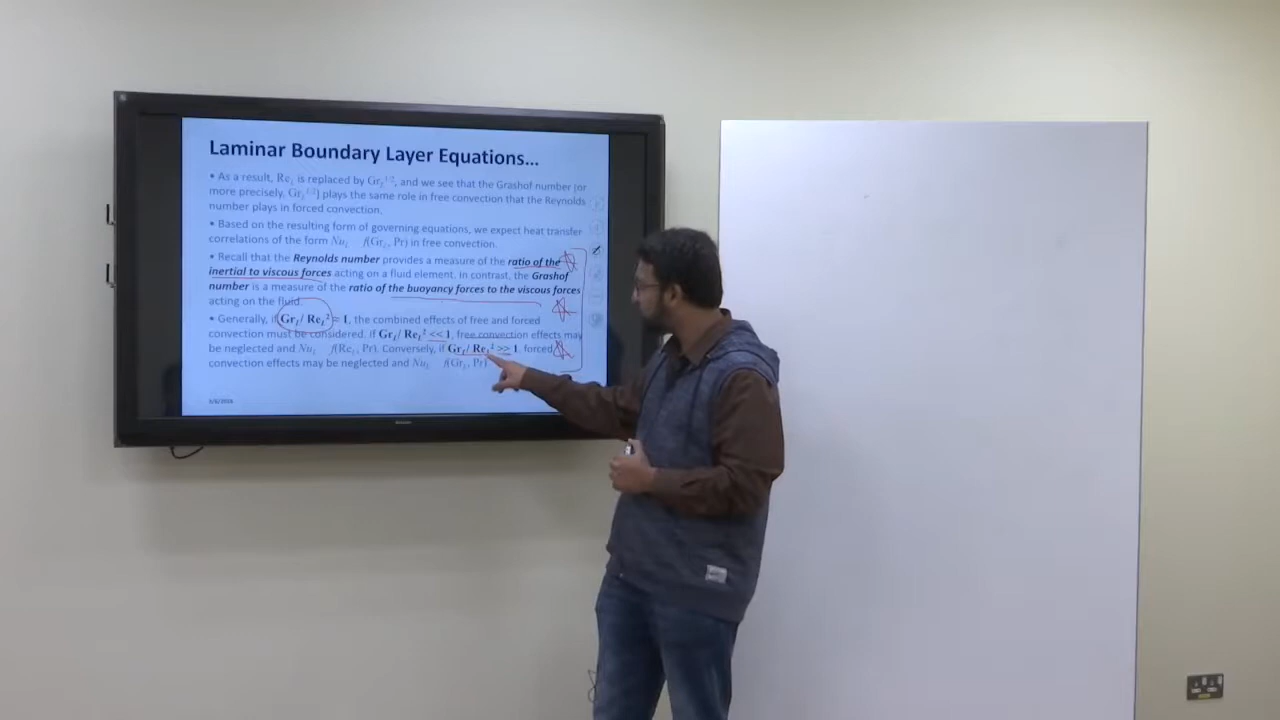 Laminar Boundary Layer Equations...
• As a result, Re_L is replaced by Gr_L^1/2, and we see that the Grashof number (or
more precisely, Gr_L^1/2) plays the same role in free convection that the Reynolds
number plays in forced convection.
• Based on the resulting form of governing equations, we expect heat transfer
correlations of the form Nu_L f(Gr_L, Pr) in free convection.
• Recall that the Reynolds number provides a measure of the ratio of the
inertial to viscous forces acting on a fluid element. In contrast, the Grashof
number is a measure of the ratio of the buoyancy forces to the viscous forces
acting on the fluid.
• Generally, if Gr_L/ Re_L^2 = 1, the combined effects of free and forced
convection must be considered. if Gr_L/ Re_L^2 << 1, free convection effects may
be neglected and Nu_L f(Re_L, Pr). Conversely, if Gr_L/ Re_L^2 >> 1, forced
convection effects may be neglected and Nu_L f(Gr_L, Pr)